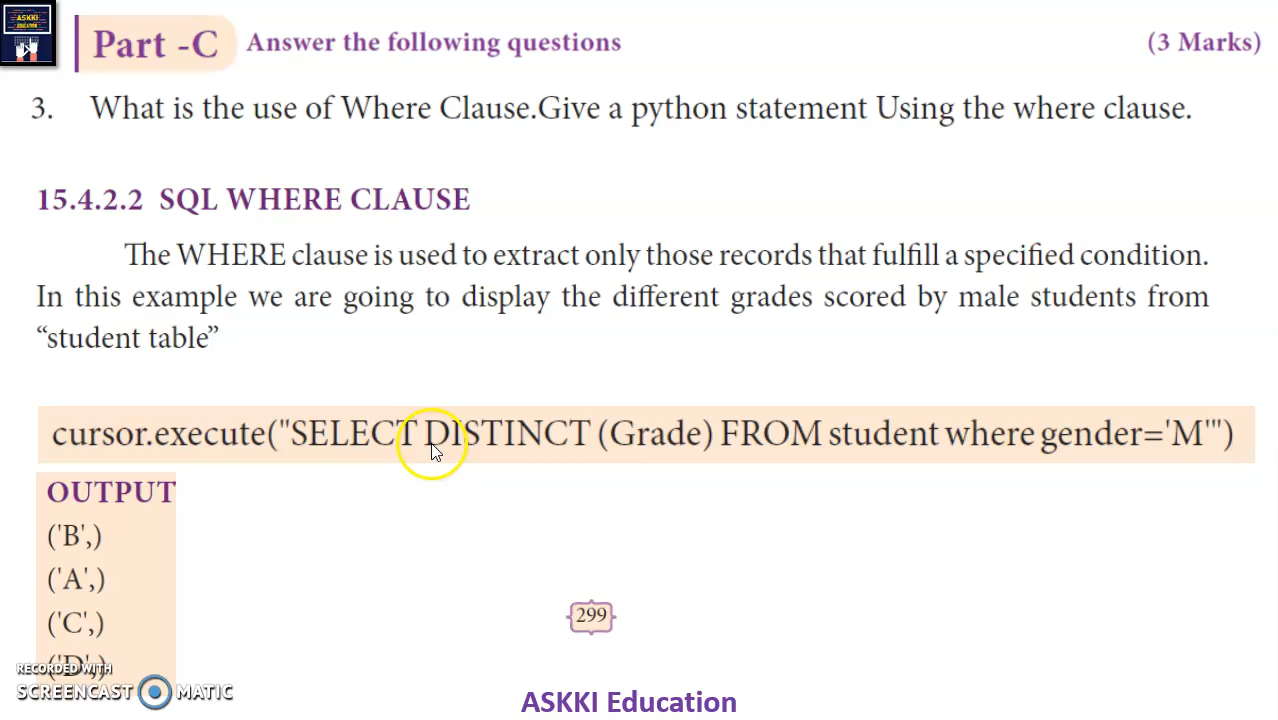 ASKKI
EDUCATION
Part -C Answer the following questions (3 Marks)
3. What is the use of Where Clause.Give a python statement Using the where clause.
15.4.2.2 SQL WHERE CLAUSE
The WHERE clause is used to extract only those records that fulfill a specified condition.
In this example we are going to display the different grades scored by male students from
“student table”
cursor.execute("SELECT DISTINCT (Grade) FROM student where gender='M'")
OUTPUT
('B',)
('A',)
('C',)
('D',)
299
RECORDED WITH
SCREENCAST MATIC
ASKKI Education